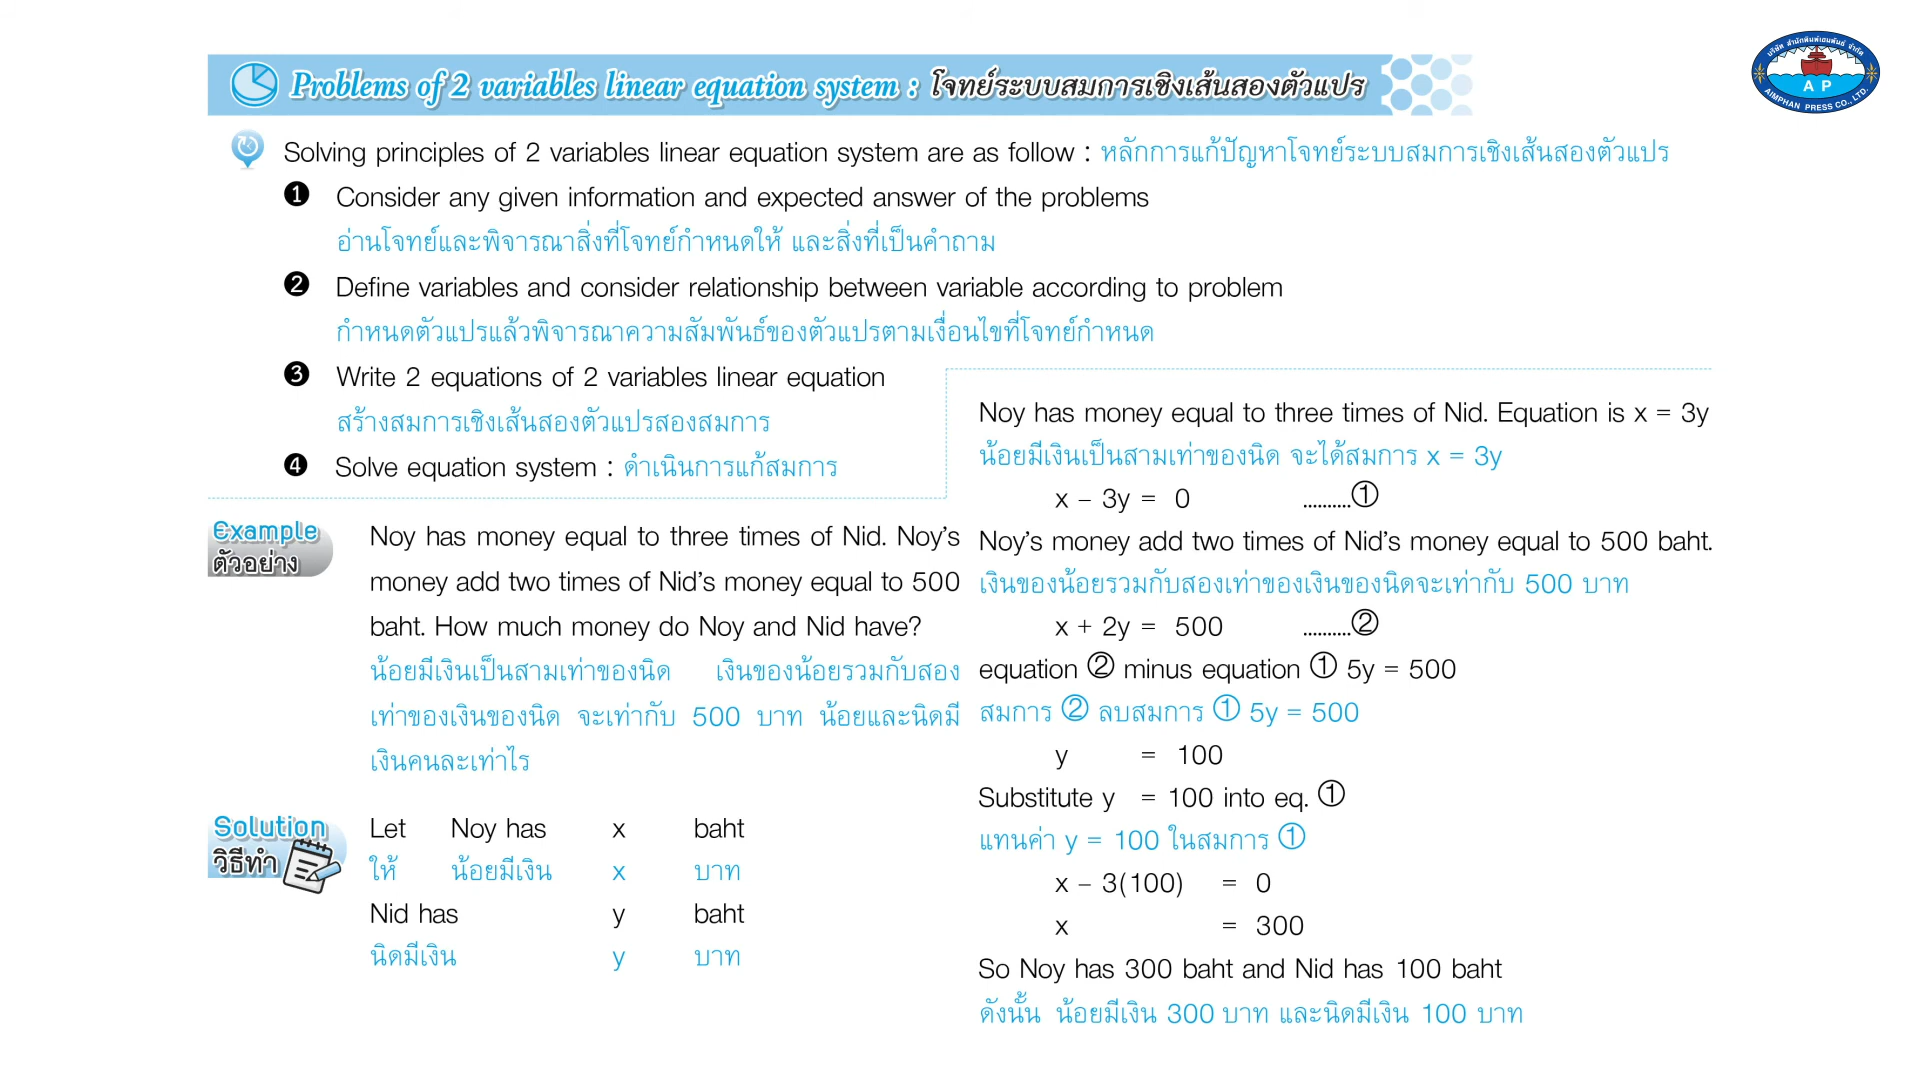 บริษัท สำนักพิมพ์เอมพันธ์ จำกัด
A P
AIMPHAN PRESS CO., LTD.
Problems of 2 variables linear equation system : โจทย์ระบบสมการเชิงเส้นสองตัวแปร
Solving principles of 2 variables linear equation system are as follow : หลักการแก้ปัญหาโจทย์ระบบสมการเชิงเส้นสองตัวแปร
❶ Consider any given information and expected answer of the problems
อ่านโจทย์และพิจารณาสิ่งที่โจทย์กำหนดให้ และสิ่งที่เป็นคำถาม
❷ Define variables and consider relationship between variable according to problem
กำหนดตัวแปรแล้วพิจารณาความสัมพันธ์ของตัวแปรตามเงื่อนไขที่โจทย์กำหนด
❸ Write 2 equations of 2 variables linear equation
สร้างสมการเชิงเส้นสองตัวแปรสองสมการ
❹ Solve equation system : ดำเนินการแก้สมการ
Example
ตัวอย่าง
Noy has money equal to three times of Nid. Noy’s
money add two times of Nid’s money equal to 500
baht. How much money do Noy and Nid have?
น้อยมีเงินเป็นสามเท่าของนิด เงินของน้อยรวมกับสอง
เท่าของเงินของนิด จะเท่ากับ 500 บาท น้อยและนิดมี
เงินคนละเท่าไร
Solution
วิธีทำ
Let Noy has x baht
ให้ น้อยมีเงิน x บาท
Nid has y baht
นิดมีเงิน y บาท
Noy has money equal to three times of Nid. Equation is x = 3y
น้อยมีเงินเป็นสามเท่าของนิด จะได้สมการ x = 3y
x – 3y = 0 ..........①
Noy’s money add two times of Nid’s money equal to 500 baht.
เงินของน้อยรวมกับสองเท่าของเงินของนิดจะเท่ากับ 500 บาท
x + 2y = 500 ..........②
equation ② minus equation ① 5y = 500
สมการ ② ลบสมการ ① 5y = 500
y = 100
Substitute y = 100 into eq. ①
แทนค่า y = 100 ในสมการ ①
x – 3(100) = 0
x = 300
So Noy has 300 baht and Nid has 100 baht
ดังนั้น น้อยมีเงิน 300 บาท และนิดมีเงิน 100 บาท